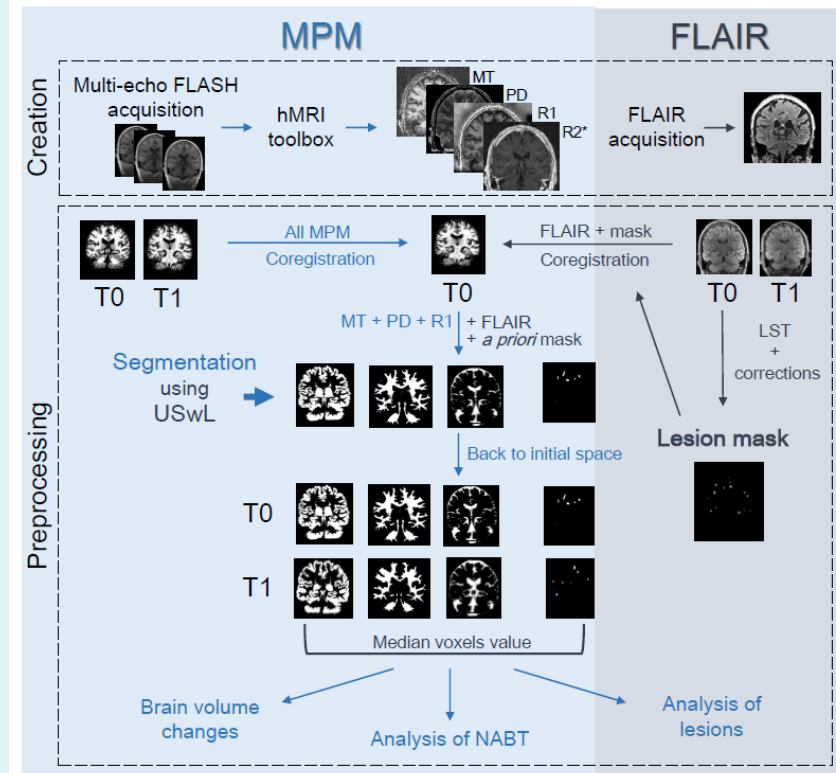 MPM
FLAIR
Creation
Multi-echo FLASH
acquisition
hMRI
toolbox
MT
PD
R1
R2*
FLAIR
acquisition
Preprocessing
T0
T1
All MPM
Coregistration
T0
FLAIR + mask
Coregistration
T0
T1
MT + PD + R1
+ FLAIR
+ a priori mask
LST
+
corrections
Segmentation
using
USwL
Lesion mask
Back to initial space
T0
T1
Median voxels value
Brain volume
changes
Analysis of NABT
Analysis of
lesions